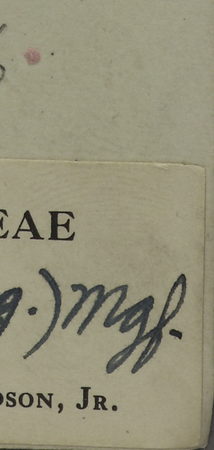 EAE
g.) Mgf.
DSON, JR.